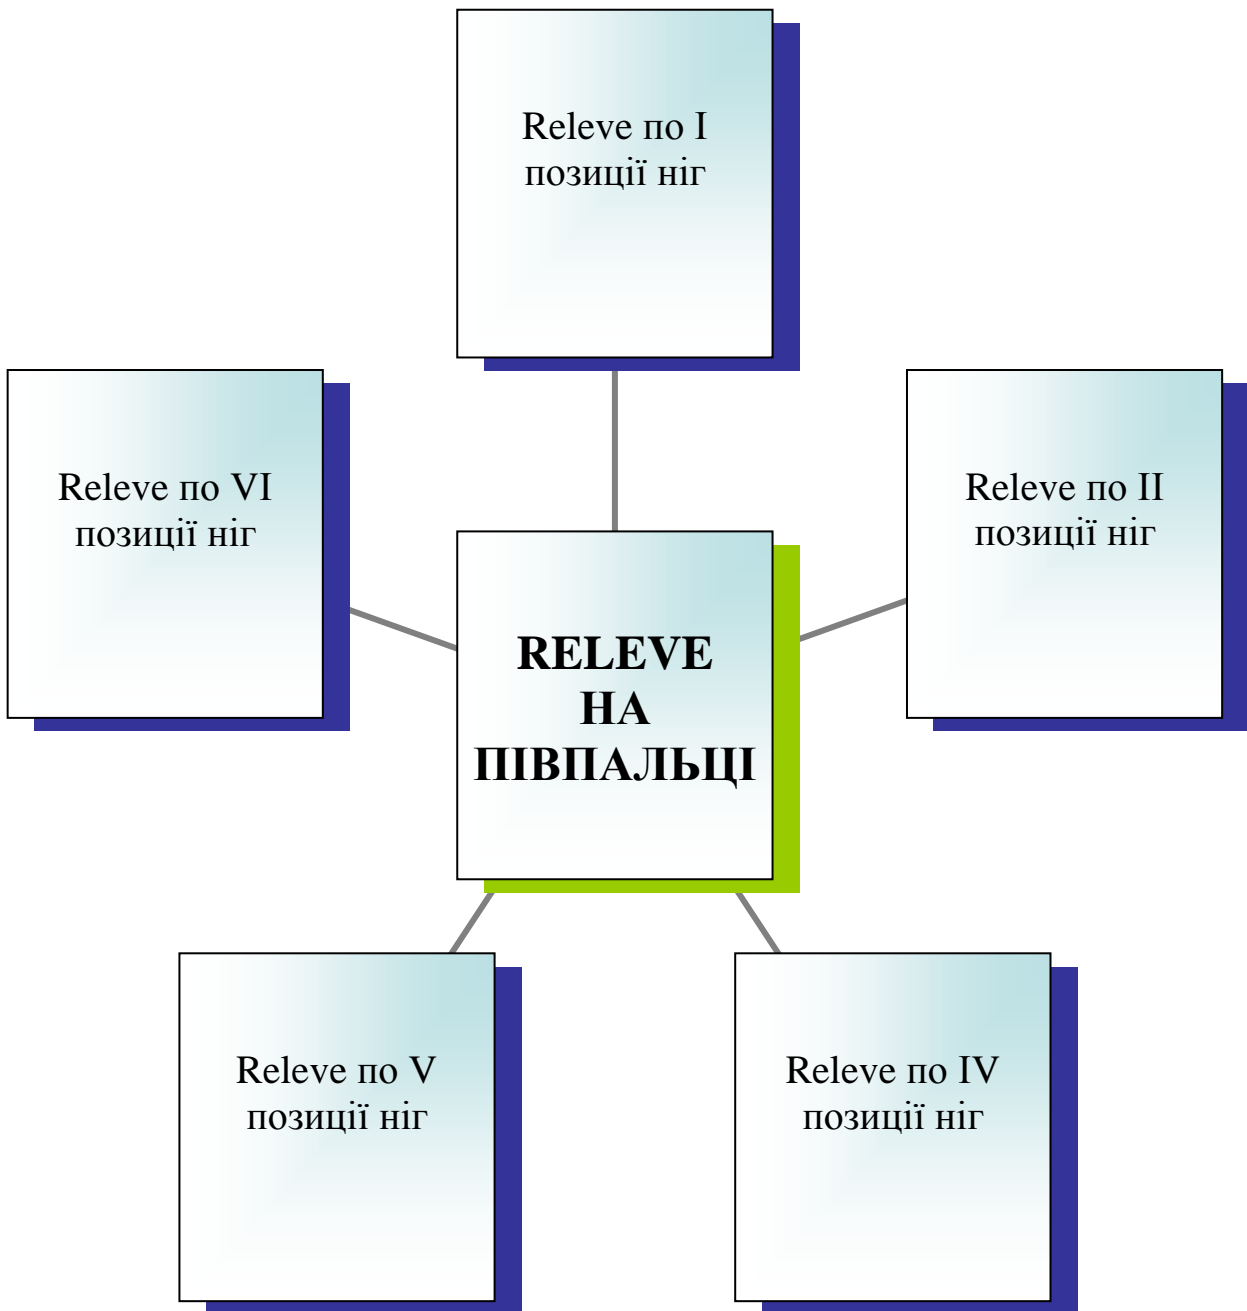 Releve по I
позиції ніг
Releve по VI
позиції ніг
Releve по II
позиції ніг
RELEVE
НА
ПІВПАЛЬЦІ
Releve по V
позиції ніг
Releve по IV
позиції ніг